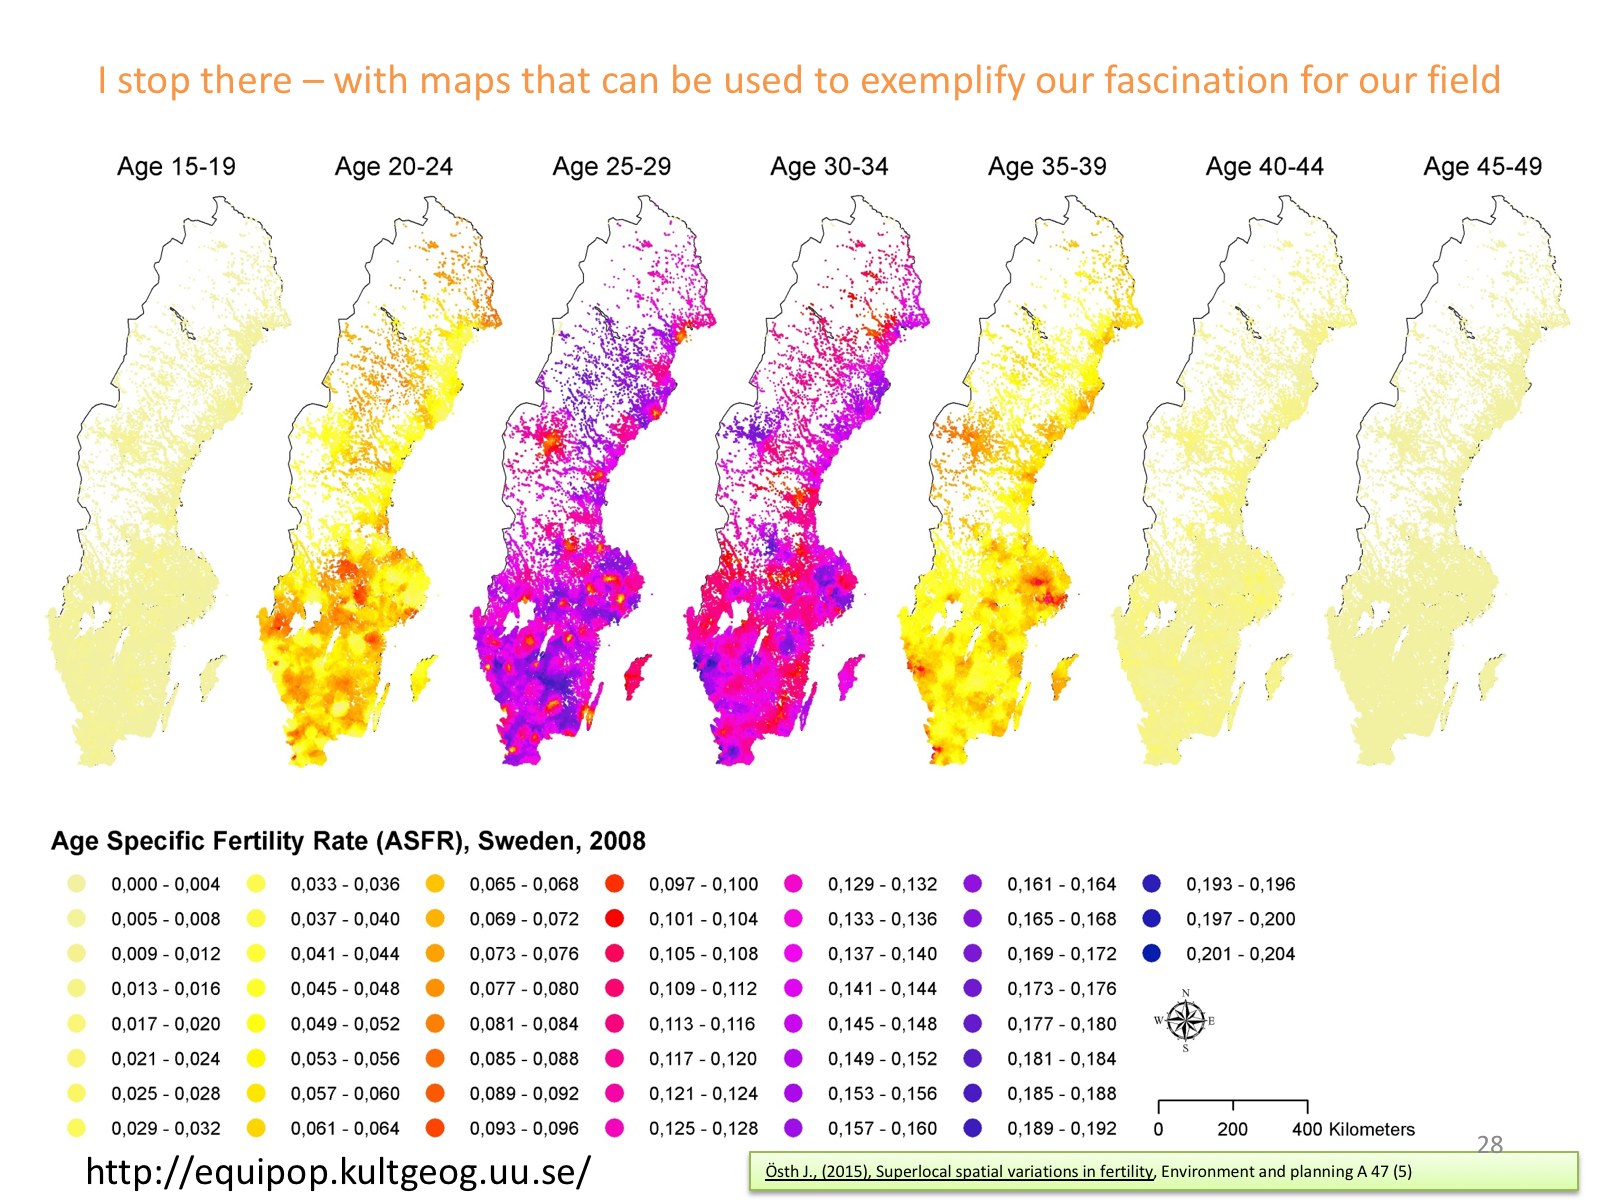 I stop there – with maps that can be used to exemplify our fascination for our field
Age 15-19 Age 20-24 Age 25-29 Age 30-34 Age 35-39 Age 40-44 Age 45-49
Age Specific Fertility Rate (ASFR), Sweden, 2008
0,000 - 0,004 0,033 - 0,036 0,065 - 0,068 0,097 - 0,100 0,129 - 0,132 0,161 - 0,164 0,193 - 0,196
0,005 - 0,008 0,037 - 0,040 0,069 - 0,072 0,101 - 0,104 0,133 - 0,136 0,165 - 0,168 0,197 - 0,200
0,009 - 0,012 0,041 - 0,044 0,073 - 0,076 0,105 - 0,108 0,137 - 0,140 0,169 - 0,172 0,201 - 0,204
0,013 - 0,016 0,045 - 0,048 0,077 - 0,080 0,109 - 0,112 0,141 - 0,144 0,173 - 0,176
0,017 - 0,020 0,049 - 0,052 0,081 - 0,084 0,113 - 0,116 0,145 - 0,148 0,177 - 0,180
0,021 - 0,024 0,053 - 0,056 0,085 - 0,088 0,117 - 0,120 0,149 - 0,152 0,181 - 0,184
0,025 - 0,028 0,057 - 0,060 0,089 - 0,092 0,121 - 0,124 0,153 - 0,156 0,185 - 0,188
0,029 - 0,032 0,061 - 0,064 0,093 - 0,096 0,125 - 0,128 0,157 - 0,160 0,189 - 0,192
N
W E
S
0 200 400 Kilometers
28
http://equipop.kultgeog.uu.se/
Östh J., (2015), Superlocal spatial variations in fertility, Environment and planning A 47 (5)